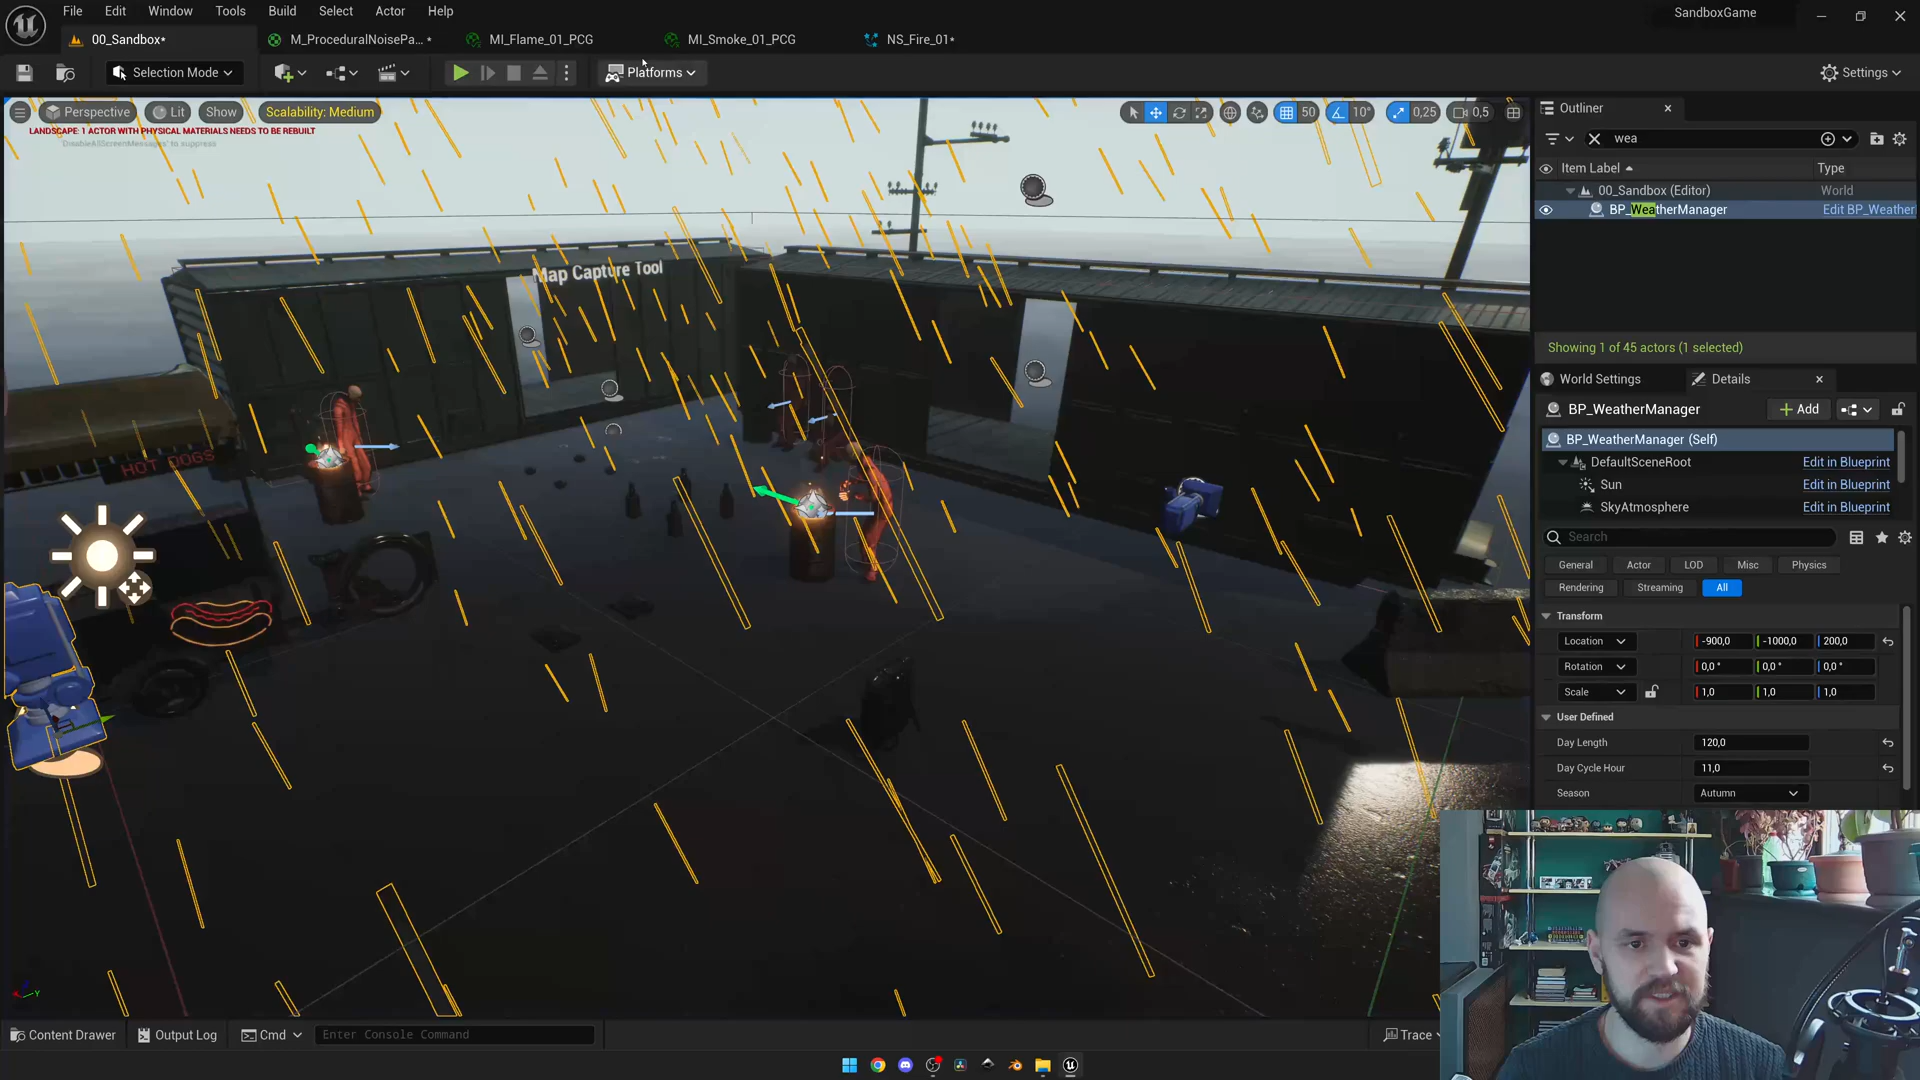 File Edit Window Tools Build Select Actor Help
SandboxGame
00_Sandbox*
M_ProceduralNoisePa... *
MI_Flame_01_PCG
MI_Smoke_01_PCG
NS_Fire_01*
Selection Mode
Platforms
Settings
Perspective Lit Show Scalability: Medium
50 10° 0,25 0,5
LANDSCAPE: 1 ACTOR WITH PHYSICAL MATERIALS NEEDS TO BE REBUILT
'DisableAllScreenMessages' to suppress
Map Capture Tool
HOT DOGS
Outliner
wea
Item Label Type
00_Sandbox (Editor) World
BP_WeatherManager Edit BP_Weather
Showing 1 of 45 actors (1 selected)
World Settings Details
BP_WeatherManager Add
BP_WeatherManager (Self)
DefaultSceneRoot Edit in Blueprint
Sun Edit in Blueprint
SkyAtmosphere Edit in Blueprint
Search
General Actor LOD Misc Physics
Rendering Streaming All
Transform
Location -900,0 -1000,0 200,0
Rotation 0,0 ° 0,0 ° 0,0 °
Scale 1,0 1,0 1,0
User Defined
Day Length 120,0
Day Cycle Hour 11,0
Season Autumn
Content Drawer Output Log Cmd Enter Console Command
Trace